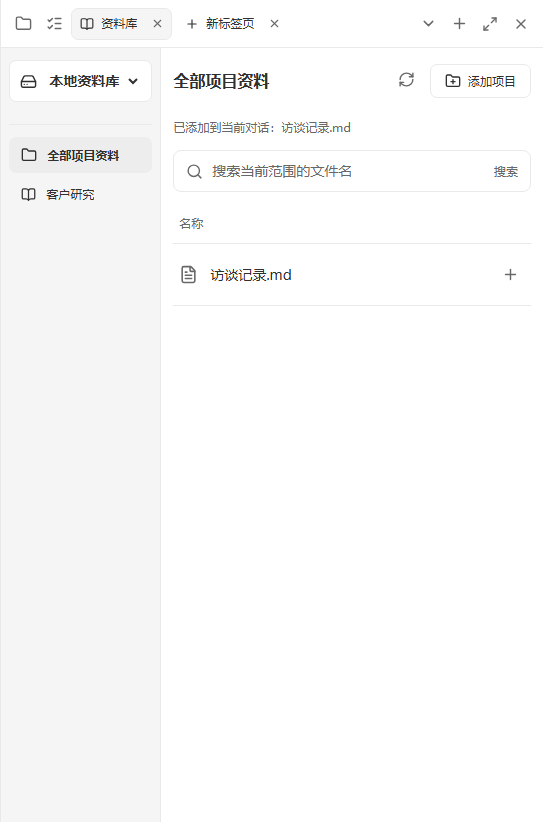 资料库
新标签页
本地资料库
全部项目资料
客户研究
全部项目资料
添加项目
已添加到当前对话：访谈记录.md
搜索当前范围的文件名
搜索
名称
访谈记录.md